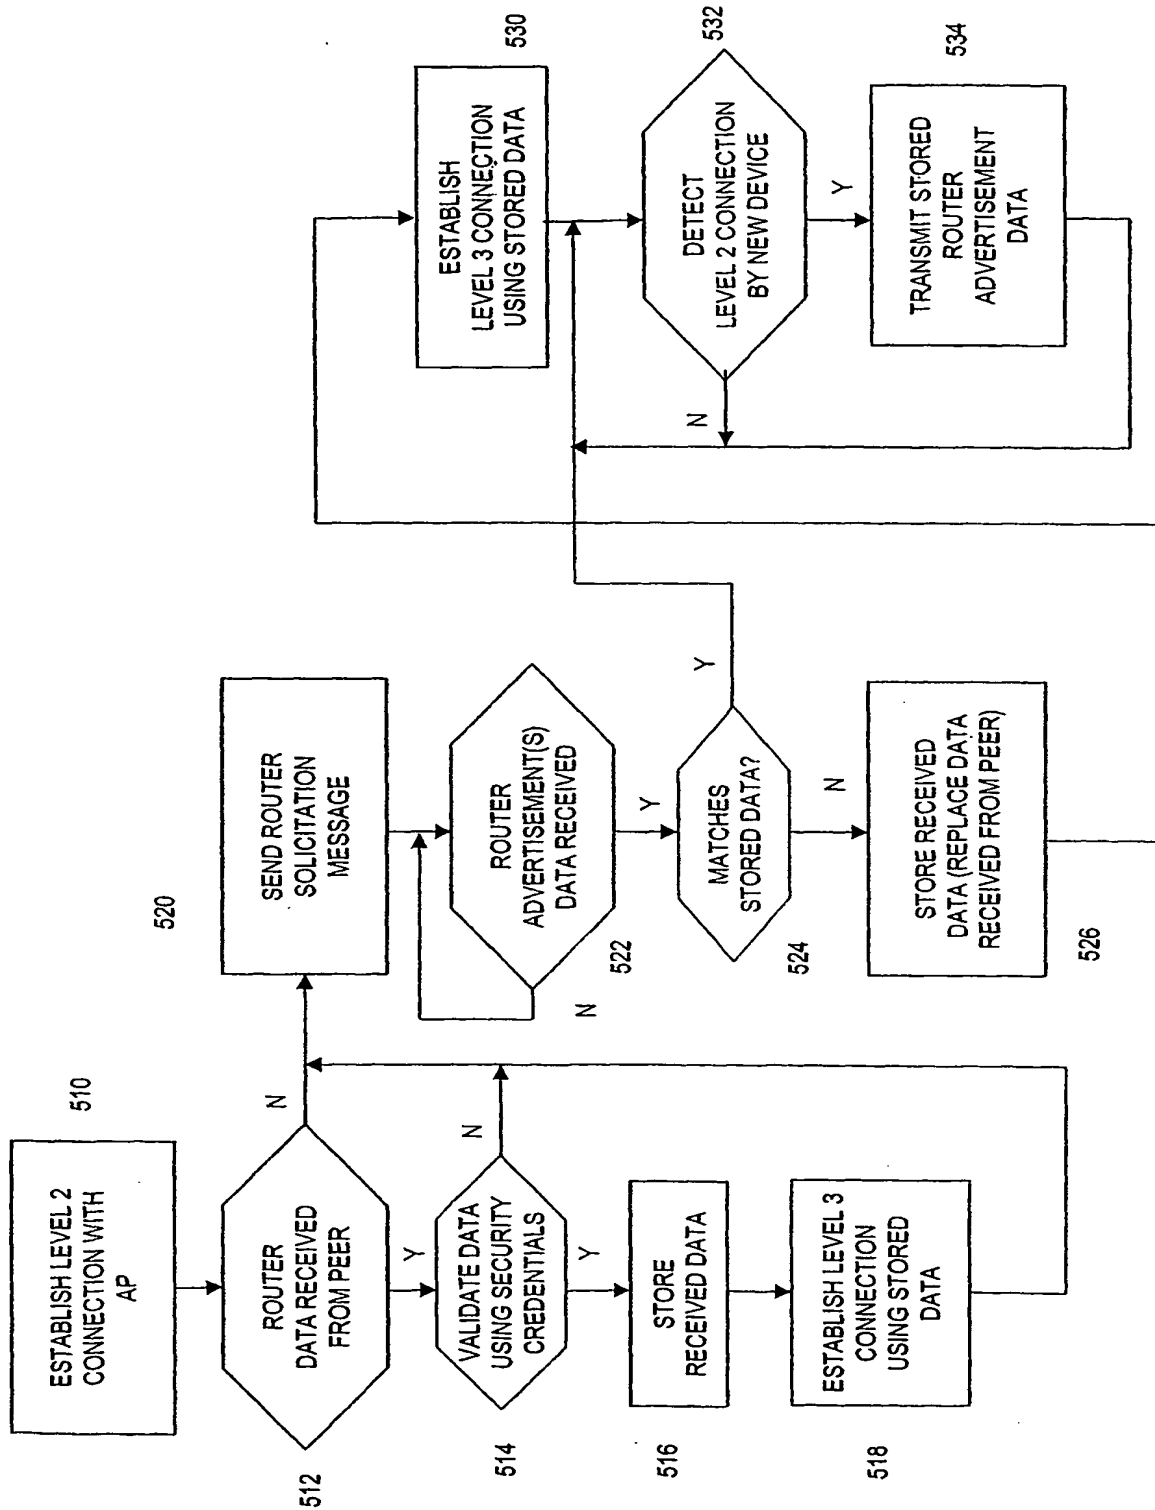 510
ESTABLISH LEVEL 2
CONNECTION WITH
AP
512
ROUTER
DATA RECEIVED
FROM PEER
N
Y
514
VALIDATE DATA
USING SECURITY
CREDENTIALS
N
Y
516
STORE
RECEIVED DATA
518
ESTABLISH LEVEL 3
CONNECTION
USING STORED
DATA
520
SEND ROUTER
SOLICITATION
MESSAGE
522
ROUTER
ADVERTISEMENT(S)
DATA RECEIVED
N
Y
524
MATCHES
STORED DATA?
Y
N
526
STORE RECEIVED
DATA (REPLACE DATA
RECEIVED FROM PEER)
530
ESTABLISH
LEVEL 3 CONNECTION
USING STORED DATA
532
DETECT
LEVEL 2 CONNECTION
BY NEW DEVICE
N
Y
534
TRANSMIT STORED
ROUTER
ADVERTISEMENT
DATA